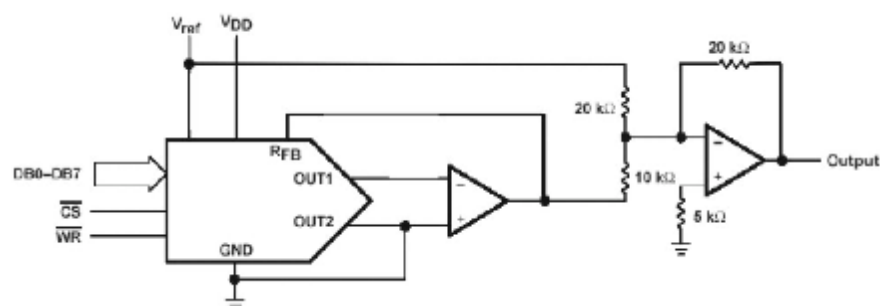 Vref
VDD
20 kΩ
20 kΩ
RFB
DB0–DB7
OUT1
–
–
Output
10 kΩ
+
CS
OUT2
+
5 kΩ
WR
GND